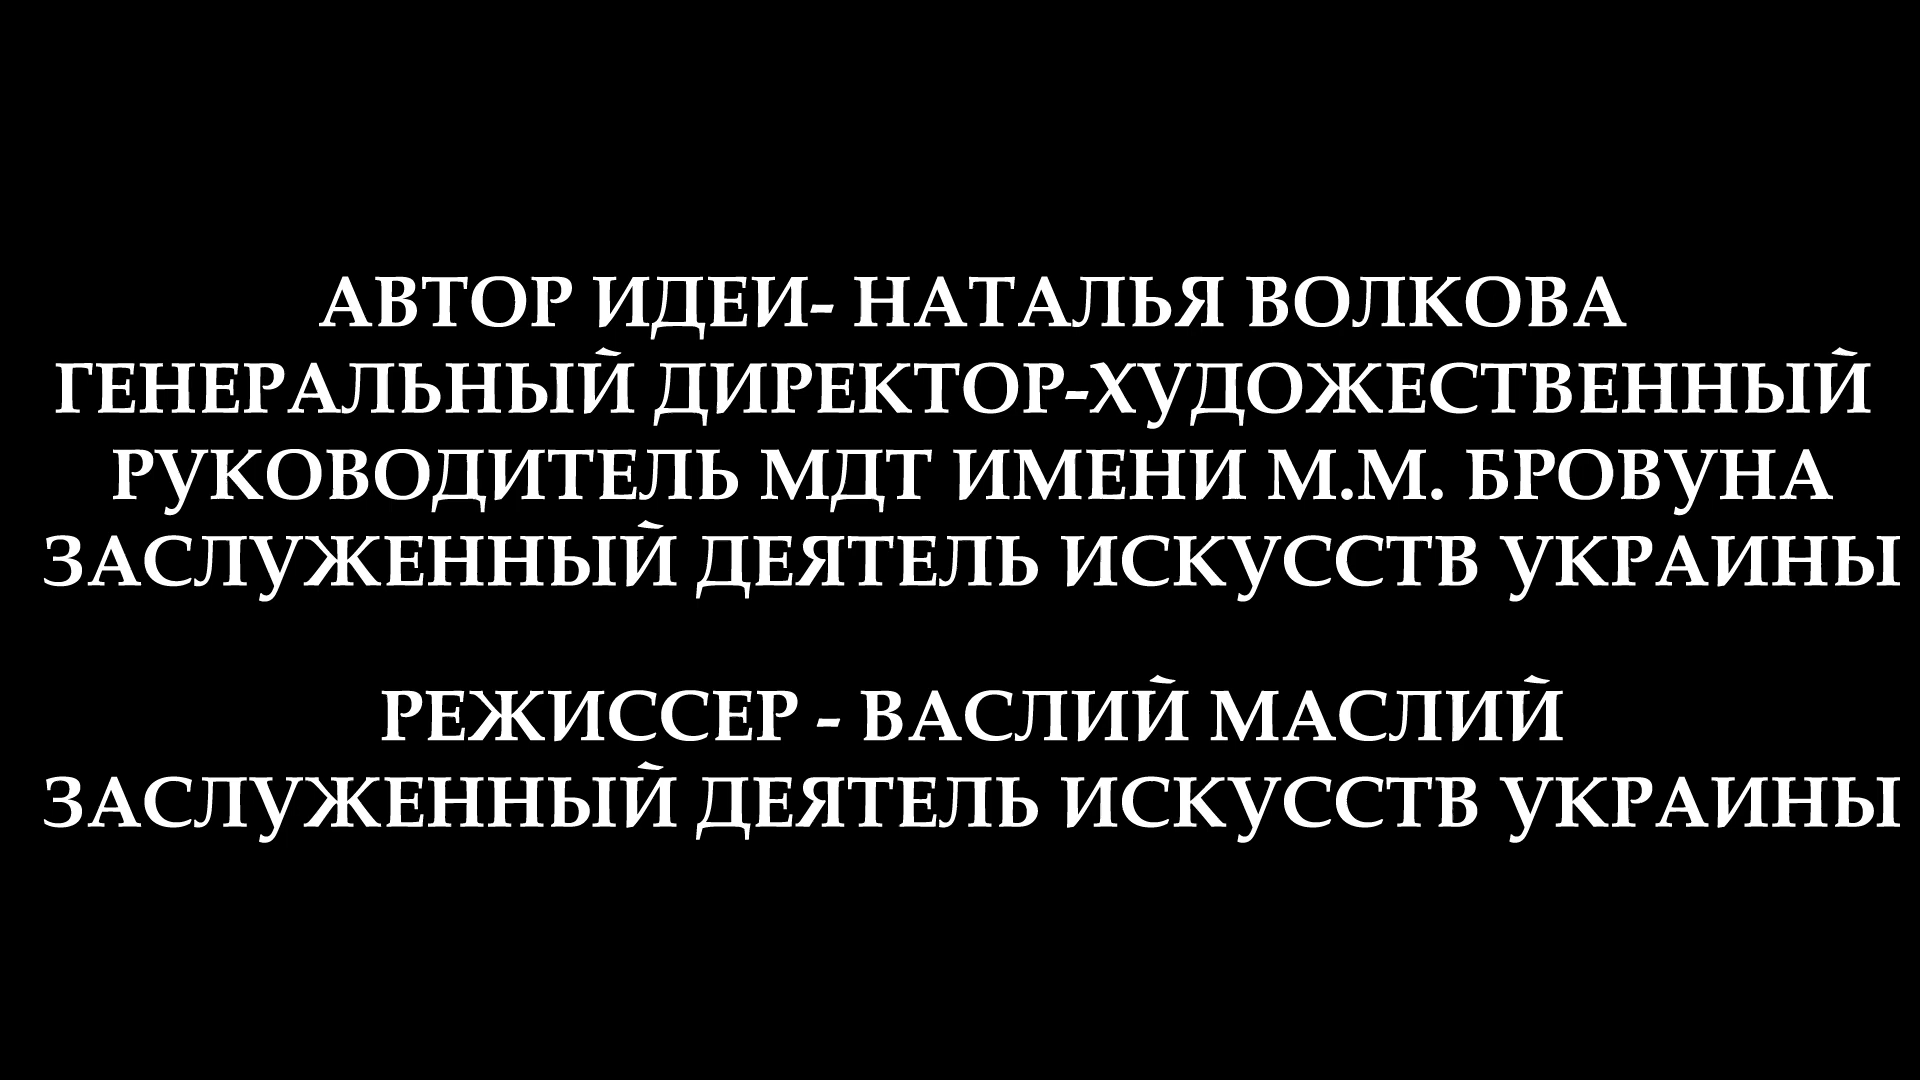 АВТОР ИДЕИ- НАТАЛЬЯ ВОЛКОВА
ГЕНЕРАЛЬНЫЙ ДИРЕКТОР-ХУДОЖЕСТВЕННЫЙ
РУКОВОДИТЕЛЬ МДТ ИМЕНИ М.М. БРОВУНА
ЗАСЛУЖЕННЫЙ ДЕЯТЕЛЬ ИСКУССТВ УКРАИНЫ
РЕЖИССЕР - ВАСЛИЙ МАСЛИЙ
ЗАСЛУЖЕННЫЙ ДЕЯТЕЛЬ ИСКУССТВ УКРАИНЫ